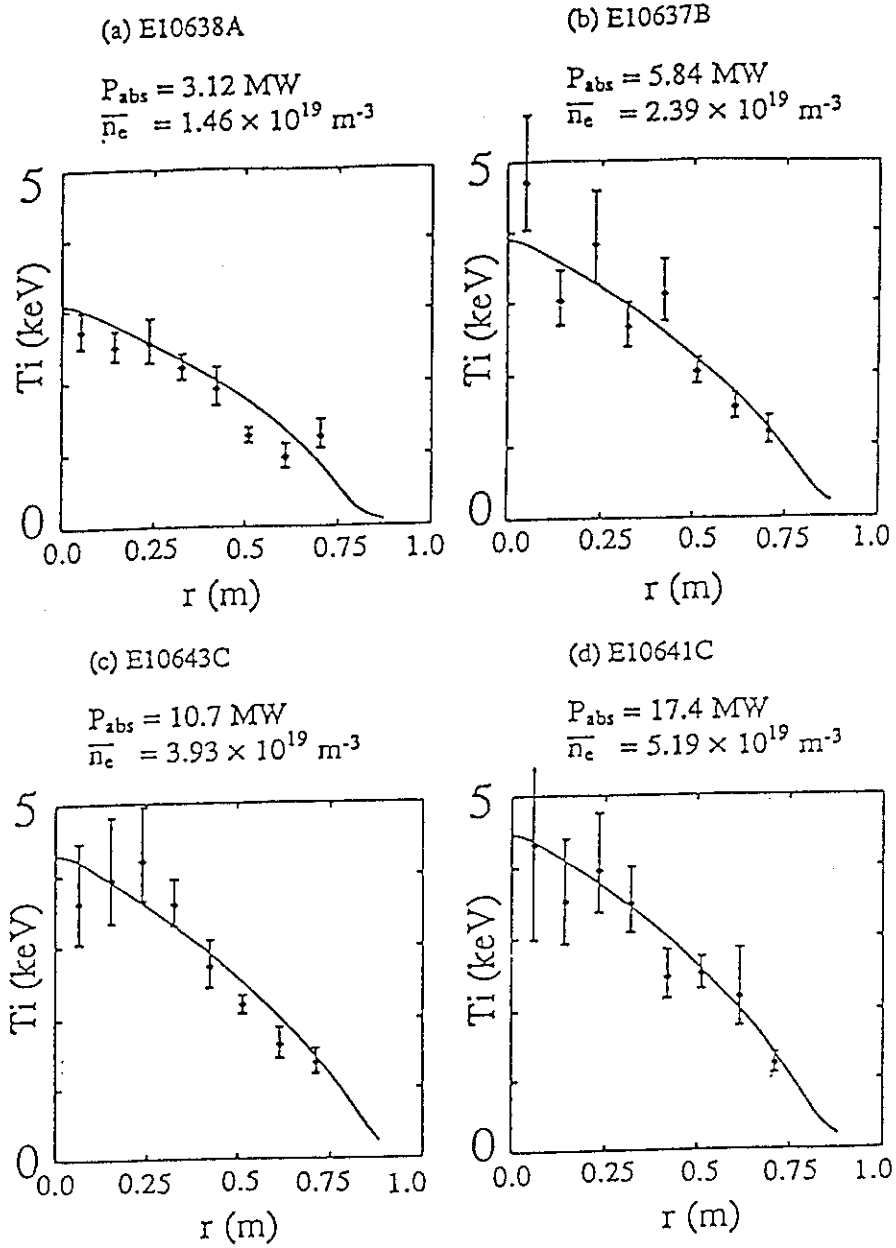 (a) E10638A
P_abs = 3.12 MW
n̅_e = 1.46 × 10^19 m^-3
5
0
Ti (keV)
0.0 0.25 0.5 0.75 1.0
r (m)
(b) E10637B
P_abs = 5.84 MW
n̅_e = 2.39 × 10^19 m^-3
5
0
Ti (keV)
0.0 0.25 0.5 0.75 1.0
r (m)
(c) E10643C
P_abs = 10.7 MW
n̅_e = 3.93 × 10^19 m^-3
5
0
Ti (keV)
0.0 0.25 0.5 0.75 1.0
r (m)
(d) E10641C
P_abs = 17.4 MW
n̅_e = 5.19 × 10^19 m^-3
5
0
Ti (keV)
0.0 0.25 0.5 0.75 1.0
r (m)